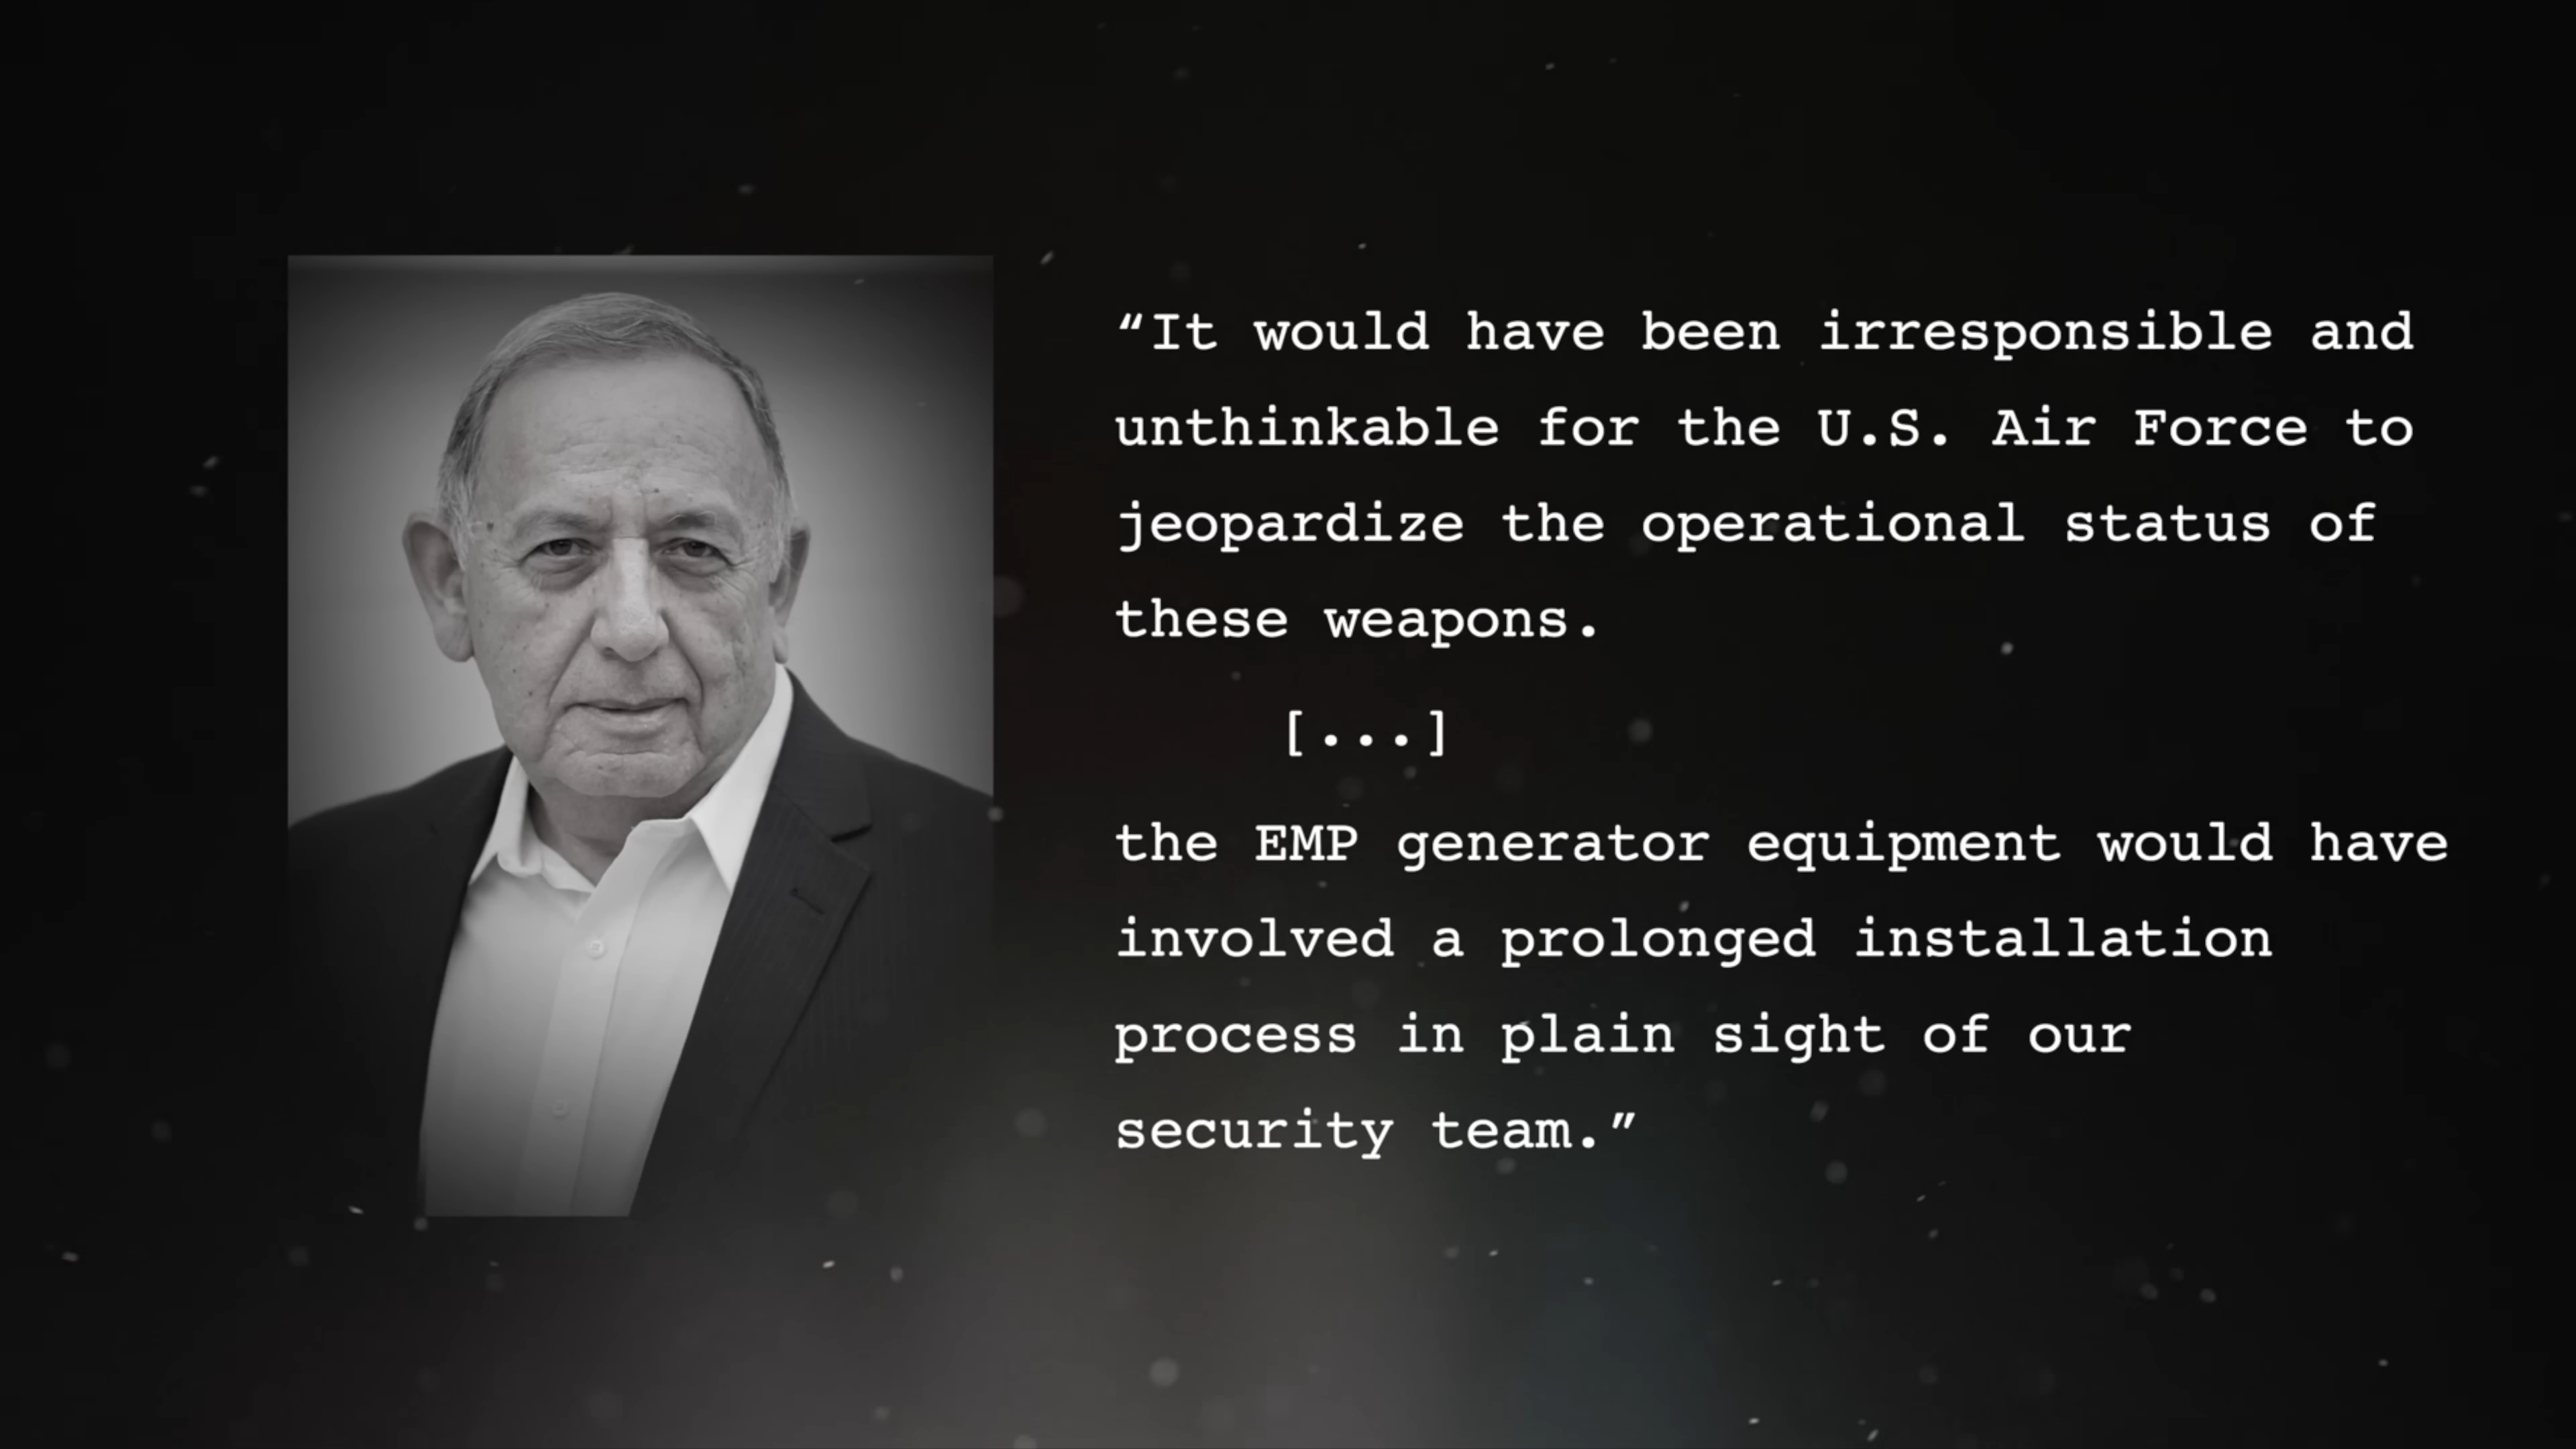 “It would have been irresponsible and
unthinkable for the U.S. Air Force to
jeopardize the operational status of
these weapons.
[...]
the EMP generator equipment would have
involved a prolonged installation
process in plain sight of our
security team.”